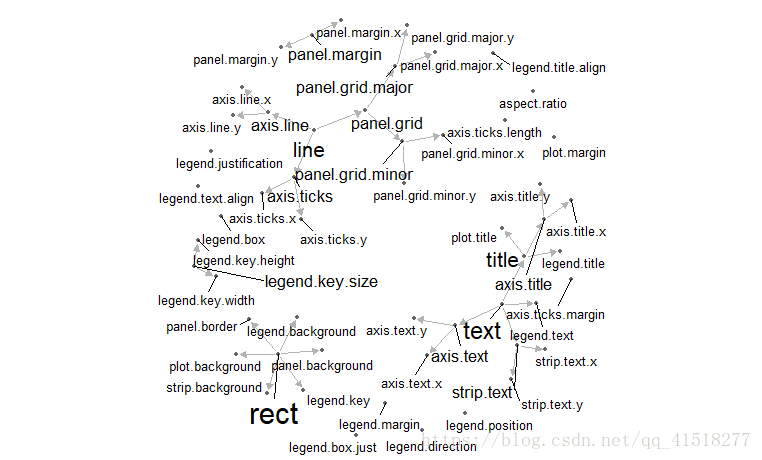 panel.margin.x
panel.grid.major.y
panel.margin.y
panel.margin
panel.grid.major.x
legend.title.align
panel.grid.major
axis.line.x
aspect.ratio
axis.line.y
axis.line
panel.grid
axis.ticks.length
line
panel.grid.minor.x
plot.margin
legend.justification
panel.grid.minor
legend.text.align
axis.ticks
panel.grid.minor.y
axis.title.y
axis.ticks.x
axis.title.x
legend.box
axis.ticks.y
plot.title
legend.key.height
title
legend.title
legend.key.size
axis.title
legend.key.width
axis.ticks.margin
panel.border
legend.background
axis.text.y
text
legend.text
plot.background
panel.background
axis.text
strip.text.x
strip.background
axis.text.x
strip.text
legend.key
strip.text.y
rect
legend.margin
legend.position
legend.box.just
legend.direction
https://blog.csdn.net/qq_41518277